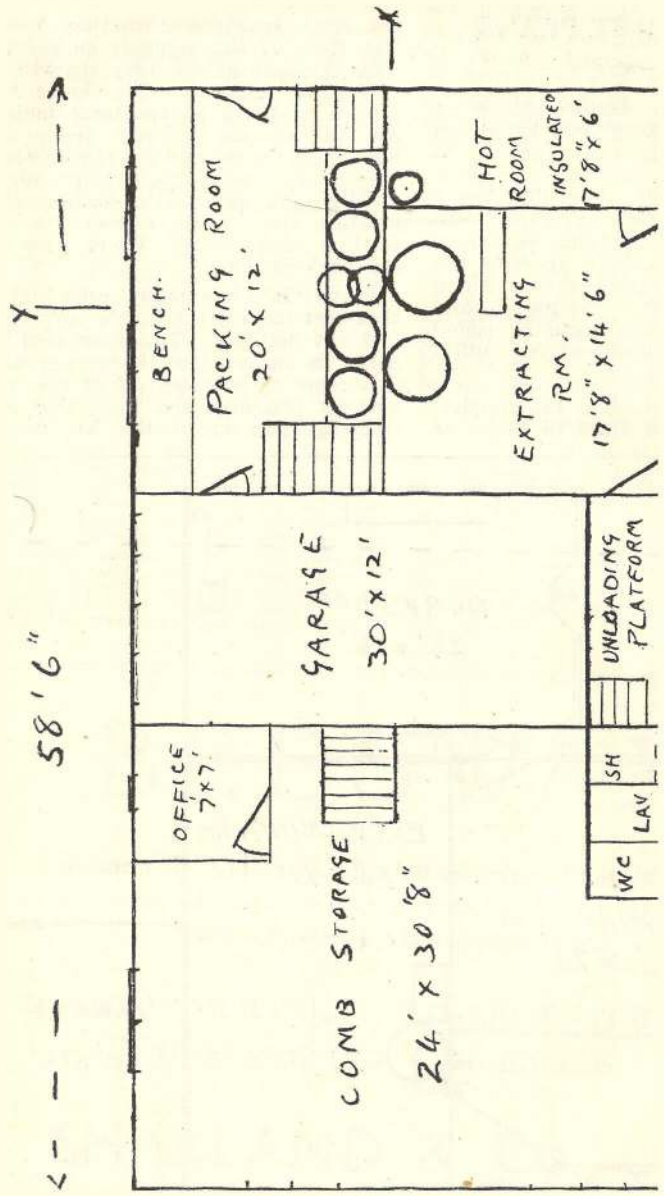 58' 6"
Y
X
BENCH.
PACKING ROOM
20' X 12'
HOT
ROOM
INSULATED
17'8" X 6'
EXTRACTING
RM.
17'8" X 14'6"
GARAGE
30' X 12'
UNLOADING
PLATFORM
OFFICE
7' X 7'
COMB STORAGE
24' X 30'8"
SH
LAV
WC